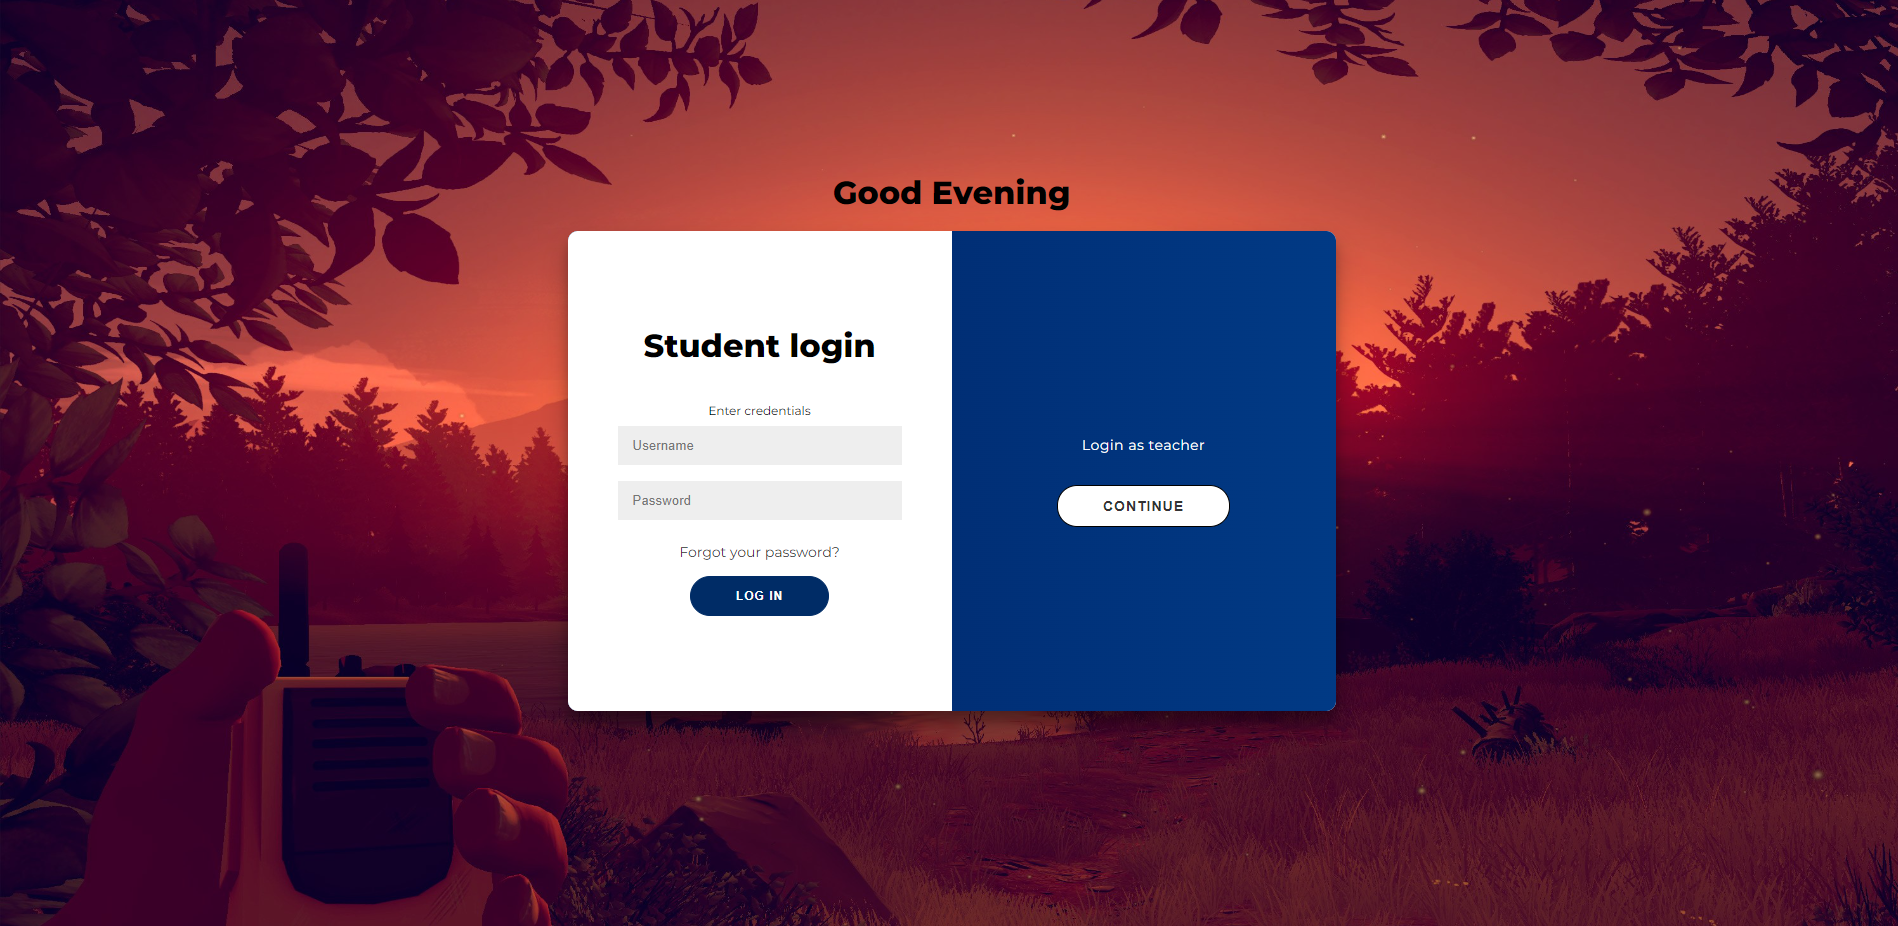 Good Evening
Student login
Enter credentials
Username
Password
Forgot your password?
LOG IN
Login as teacher
CONTINUE